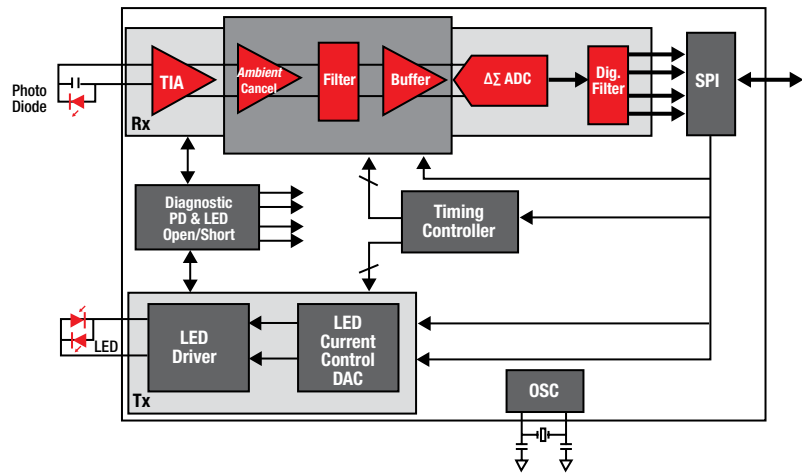 Photo
Diode
TIA
Ambient
Cancel
Filter
Buffer
ΔΣ ADC
Dig.
Filter
SPI
Rx
Diagnostic
PD & LED
Open/Short
Timing
Controller
LED
LED
Driver
LED
Current
Control
DAC
Tx
OSC